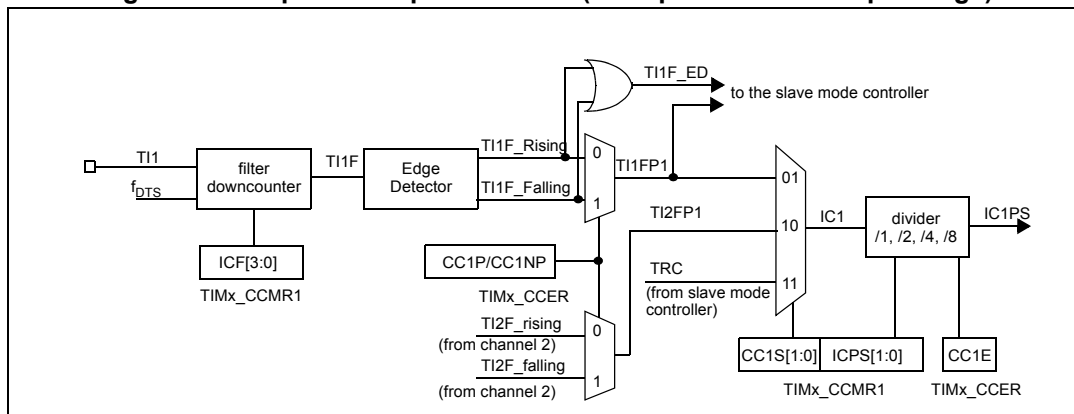 TI1F_ED
to the slave mode controller
TI1
TI1F
TI1F_Rising
TI1F_Falling
0
1
TI1FP1
filter
downcounter
Edge
Detector
fDTS
01
10
11
TI2FP1
IC1
divider
/1, /2, /4, /8
IC1PS
ICF[3:0]
TIMx_CCMR1
CC1P/CC1NP
TIMx_CCER
TRC
(from slave mode
controller)
TI2F_rising
(from channel 2)
0
TI2F_falling
(from channel 2)
1
CC1S[1:0]
ICPS[1:0]
CC1E
TIMx_CCMR1
TIMx_CCER